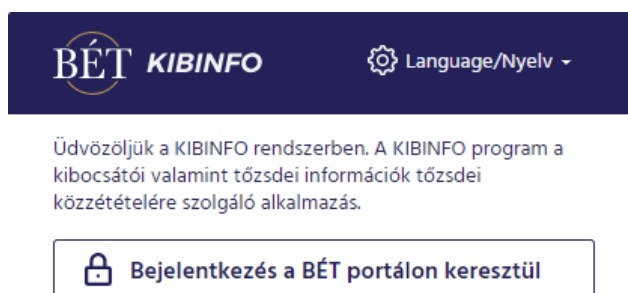 BÉT KIBINFO Language/Nyelv
Üdvözöljük a KIBINFO rendszerben. A KIBINFO program a
kibocsátói valamint tőzsdei információk tőzsdei
közzétételére szolgáló alkalmazás.
Bejelentkezés a BÉT portálon keresztül